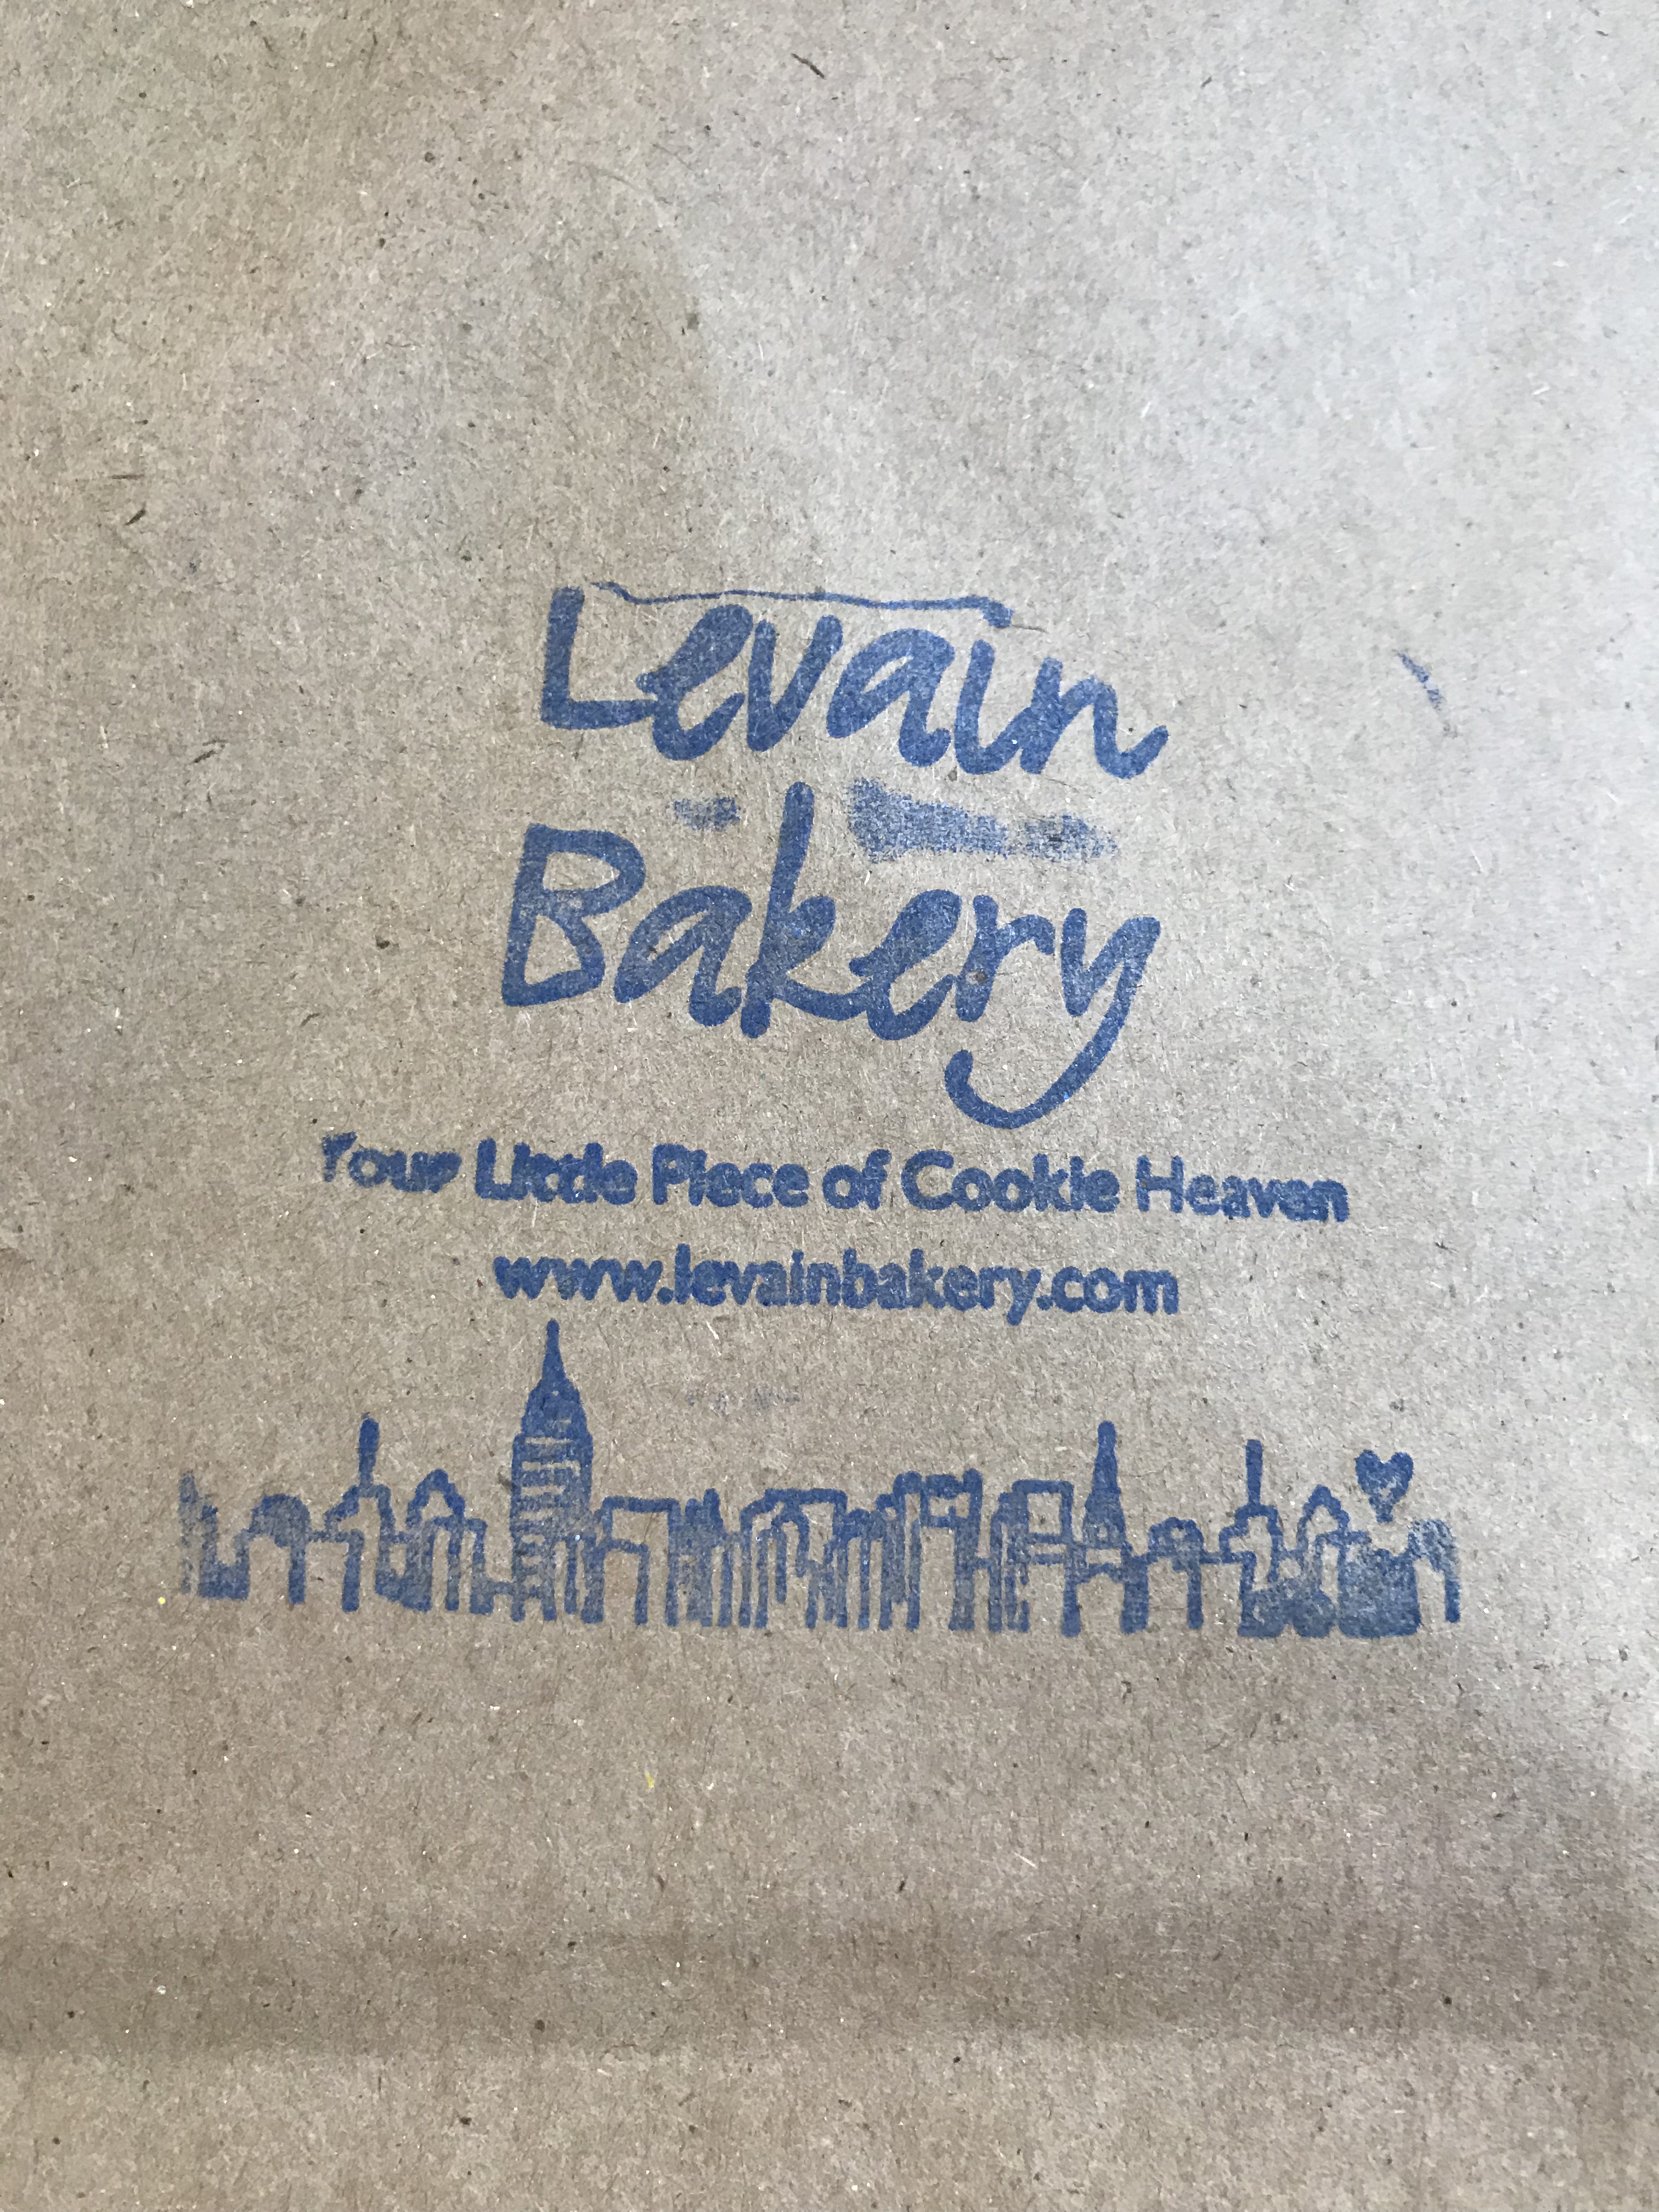 Levain
Bakery
Your Little Piece of Cookie Heaven
www.levainbakery.com